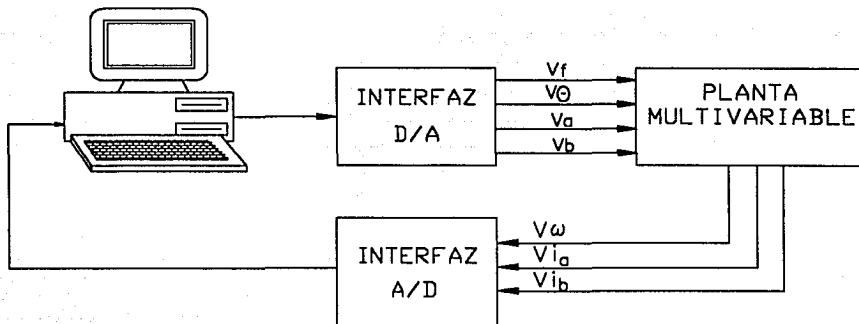 INTERFAZ
D/A
Vf
VΘ
Va
Vb
PLANTA
MULTIVARIABLE
INTERFAZ
A/D
Vω
Via
Vib